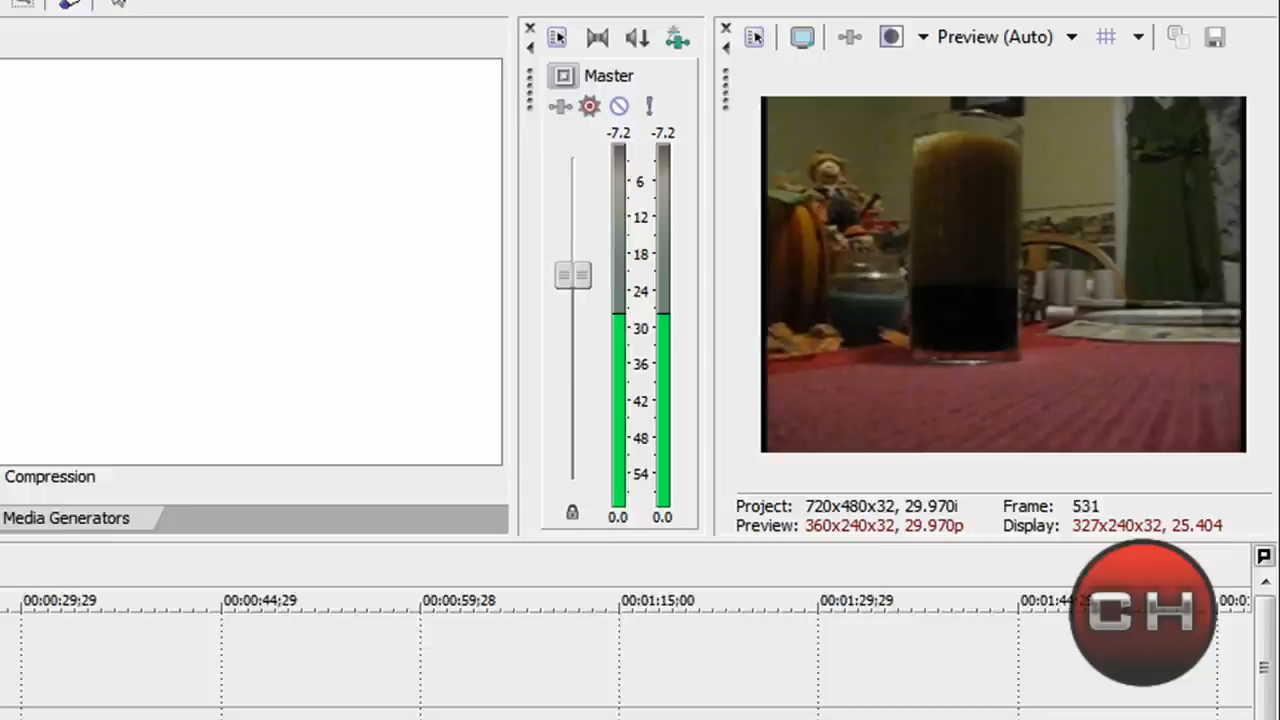 Preview (Auto)
Master
-7.2 -7.2
6
12
18
24
30
36
42
48
54
0.0 0.0
Compression
Media Generators
Project: 720x480x32, 29.970i Frame: 531
Preview: 360x240x32, 29.970p Display: 327x240x32, 25.404
00:00:29;29 00:00:44;29 00:00:59;28 00:01:15;00 00:01:29;29
CH